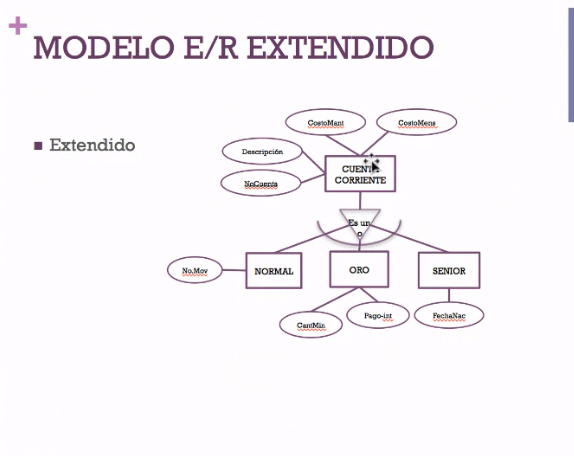 +
MODELO E/R EXTENDIDO
Extendido
CostoMant
CostoMens
Descripción
NoCuenta
CUENTA
CORRIENTE
Es un
o
No.Mov
NORMAL
ORO
SENIOR
CantMin
Pago-int
FechaNac